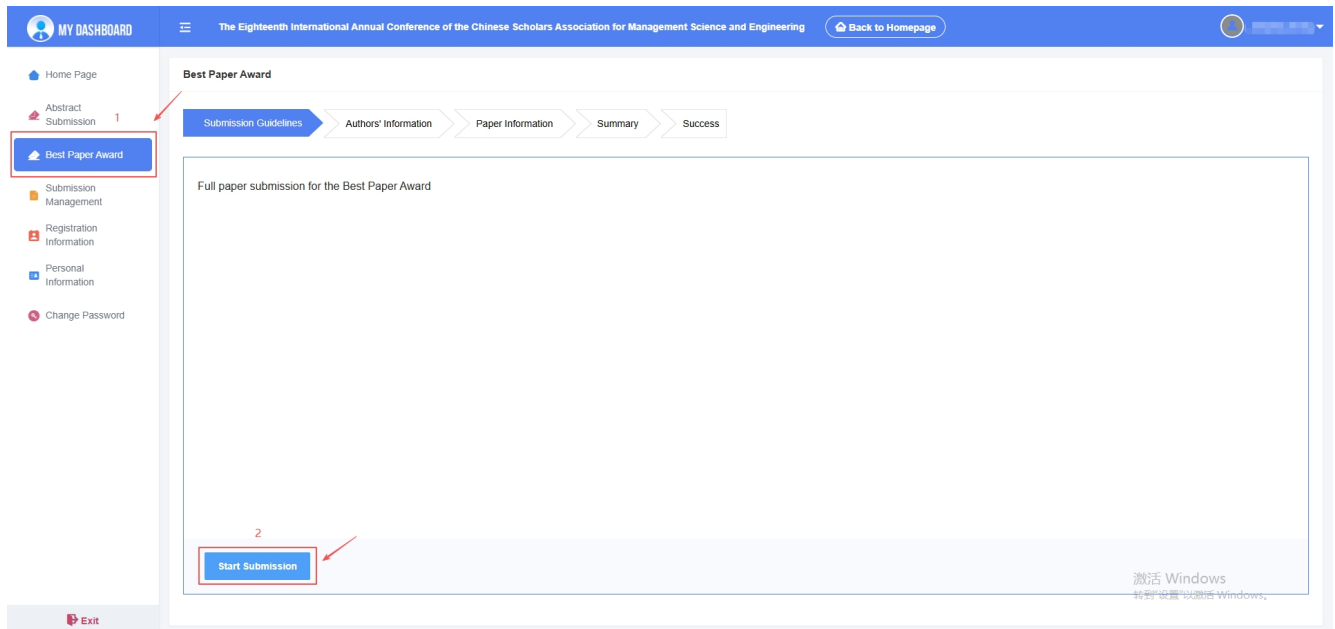 MY DASHBOARD
The Eighteenth International Annual Conference of the Chinese Scholars Association for Management Science and Engineering
Back to Homepage
Home Page
Abstract
Submission
1
Best Paper Award
Submission
Management
Registration
Information
Personal
Information
Change Password
Exit
Best Paper Award
Submission Guidelines
Authors' Information
Paper Information
Summary
Success
Full paper submission for the Best Paper Award
2
Start Submission
激活 Windows
转到"设置"以激活 Windows。